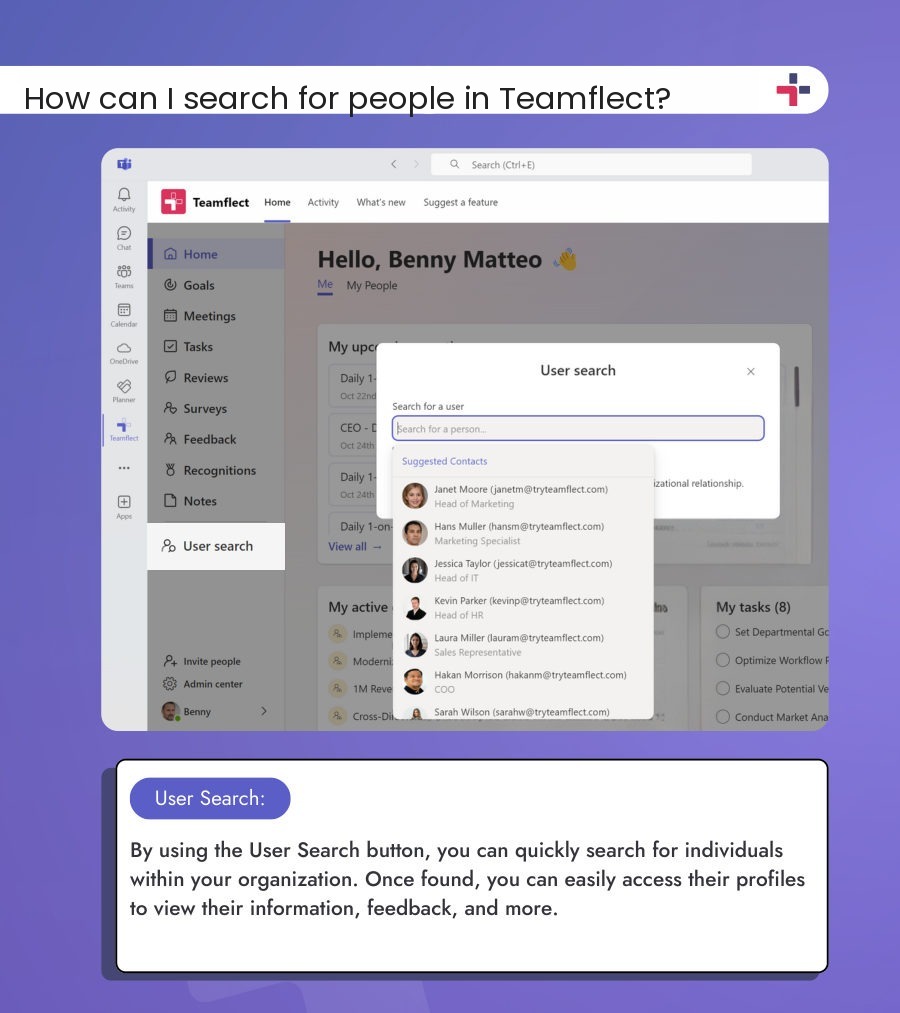 How can I search for people in Teamflect?
Search (Ctrl+E)
Activity
Chat
Teams
Calendar
OneDrive
Planner
Teamflect
Apps
Teamflect Home Activity What's new Suggest a feature
Home
Goals
Meetings
Tasks
Reviews
Surveys
Feedback
Recognitions
Notes
User search
Invite people
Admin center
Benny
Hello, Benny Matteo
Me My People
My upc
Daily 1-
Oct 22nd
CEO - D
Oct 24th
Daily 1-
Oct 24th
Daily 1-on-
View all →
User search
Search for a user
Search for a person...
izational relationship.
Suggested Contacts
Janet Moore (janetm@tryteamflect.com)
Head of Marketing
Hans Muller (hansm@tryteamflect.com)
Marketing Specialist
Jessica Taylor (jessicat@tryteamflect.com)
Head of IT
Kevin Parker (kevinp@tryteamflect.com)
Head of HR
Laura Miller (lauram@tryteamflect.com)
Sales Representative
Hakan Morrison (hakanm@tryteamflect.com)
COO
Sarah Wilson (sarahw@tryteamflect.com)
My active
Impleme
Moderni
1M Reve
Cross-Di
My tasks (8)
Set Departmental Go
Optimize Workflow P
Evaluate Potential Ve
Conduct Market Ana
User Search:
By using the User Search button, you can quickly search for individuals
within your organization. Once found, you can easily access their profiles
to view their information, feedback, and more.